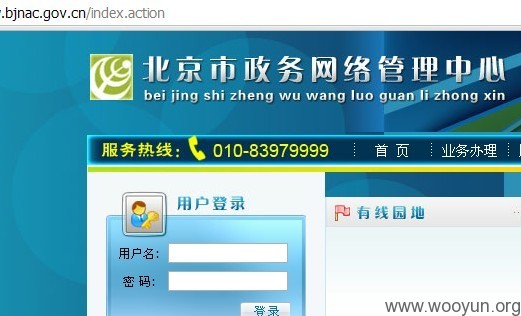 .bjnac.gov.cn/index.action
北京市政务网络管理中心
bei jing shi zheng wu wang luo guan li zhong xin
服务热线： 010-83979999 首 页 业务办理
用户登录
有线园地
用户名:
密 码:
登录
www.wooyun.org